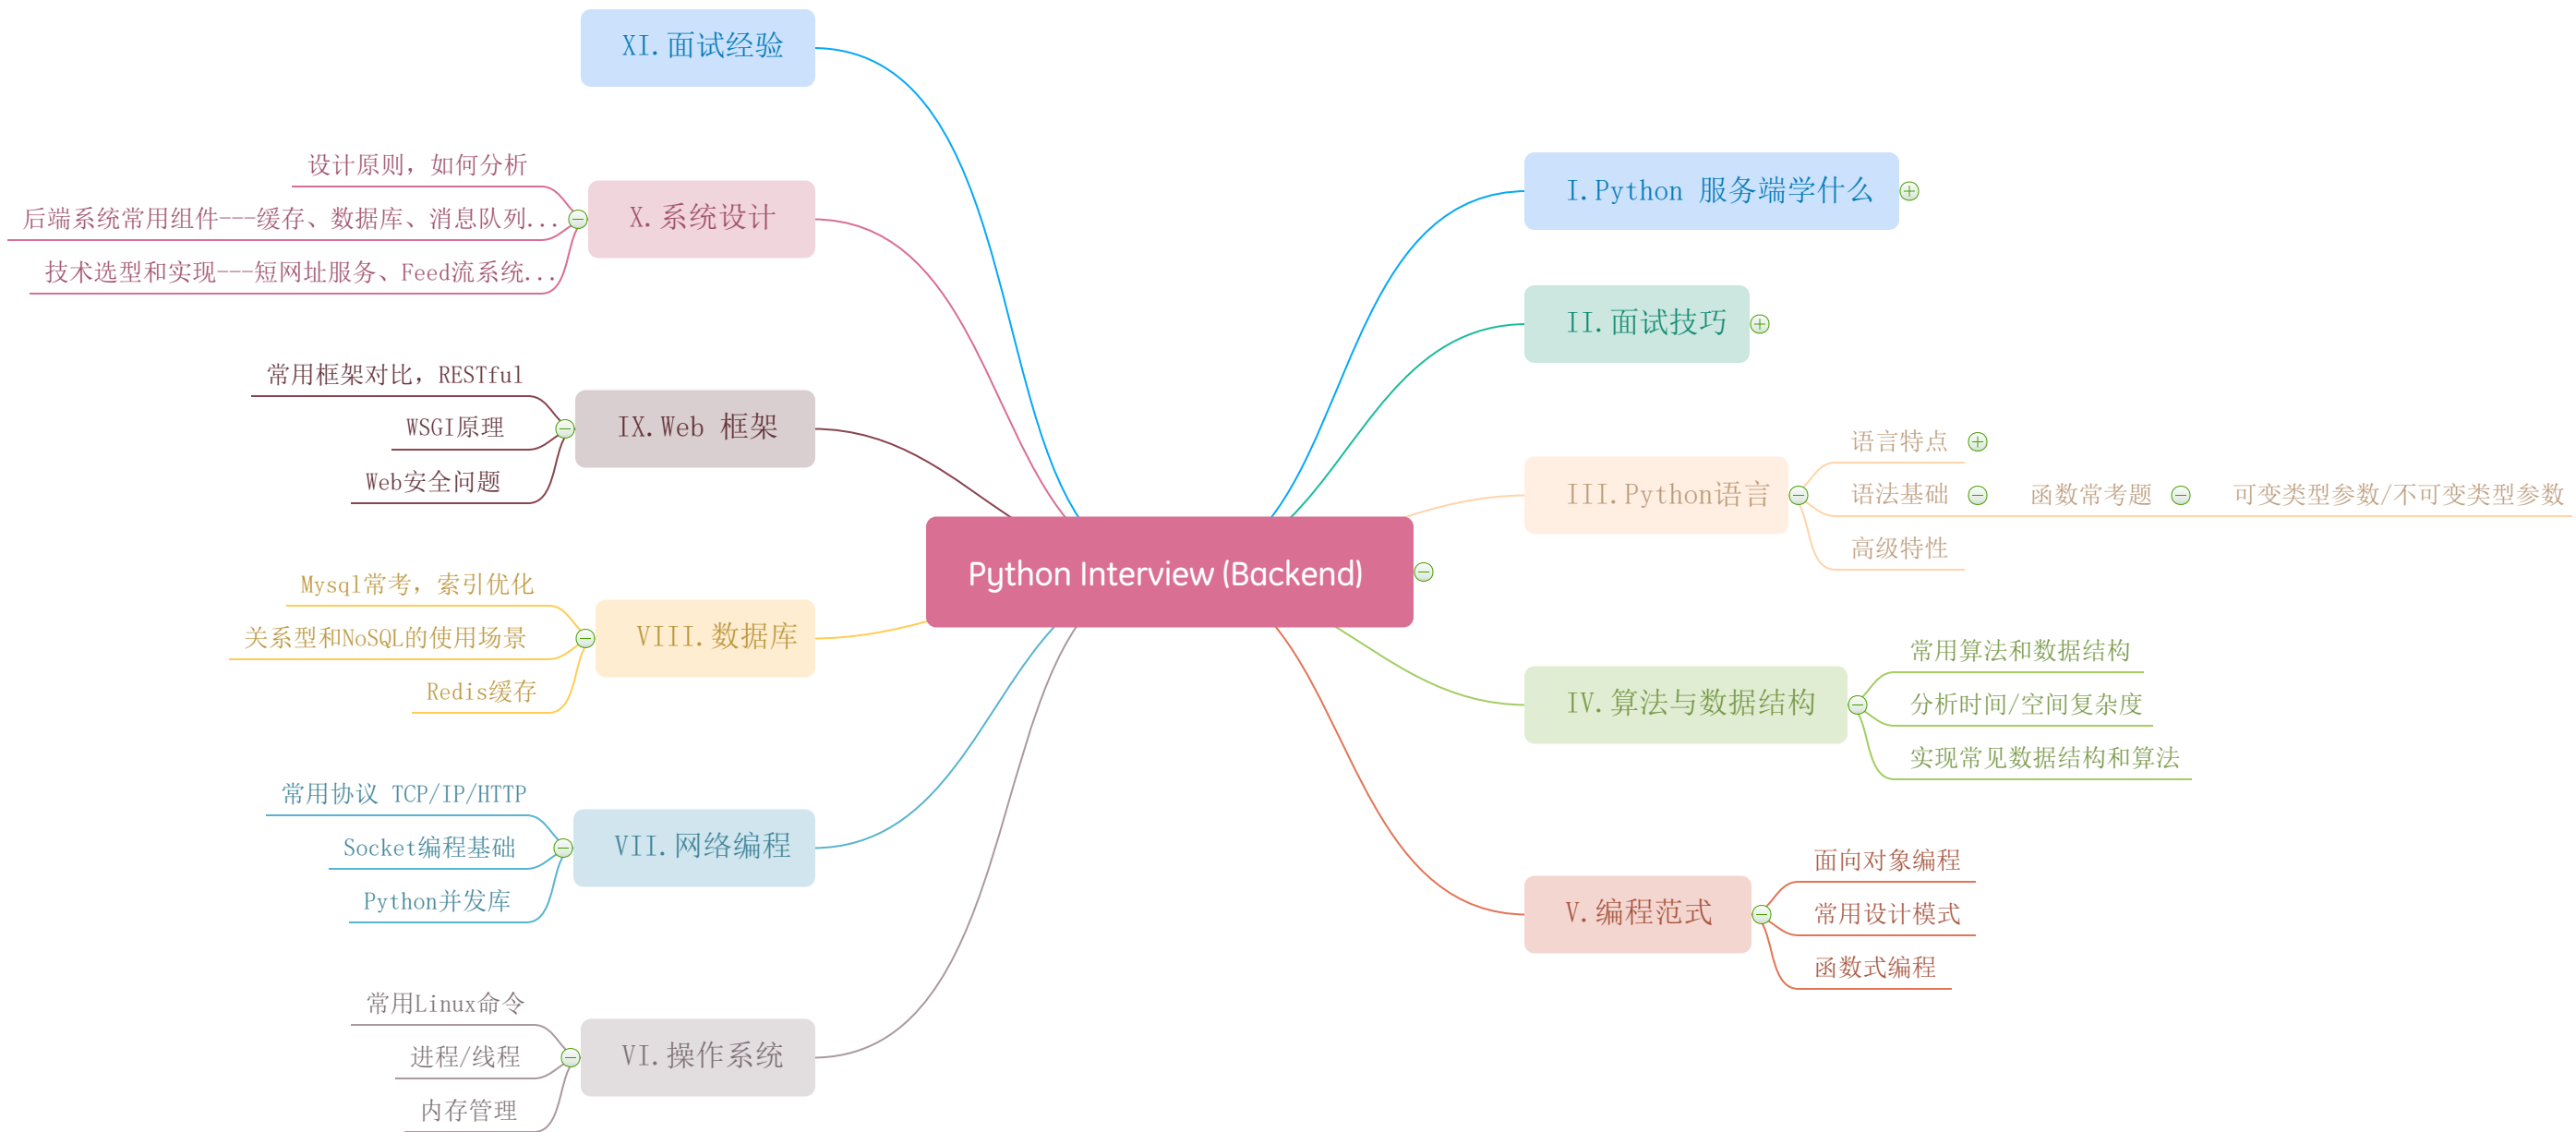 Python Interview (Backend)
I.Python 服务端学什么
II.面试技巧
III.Python语言
语言特点
语法基础
函数常考题
可变类型参数/不可变类型参数
高级特性
IV.算法与数据结构
常用算法和数据结构
分析时间/空间复杂度
实现常见数据结构和算法
V.编程范式
面向对象编程
常用设计模式
函数式编程
VI.操作系统
常用Linux命令
进程/线程
内存管理
VII.网络编程
常用协议 TCP/IP/HTTP
Socket编程基础
Python并发库
VIII.数据库
Mysql常考，索引优化
关系型和NoSQL的使用场景
Redis缓存
IX.Web 框架
常用框架对比，RESTful
WSGI原理
Web安全问题
X.系统设计
设计原则，如何分析
后端系统常用组件---缓存、数据库、消息队列...
技术选型和实现---短网址服务、Feed流系统...
XI.面试经验